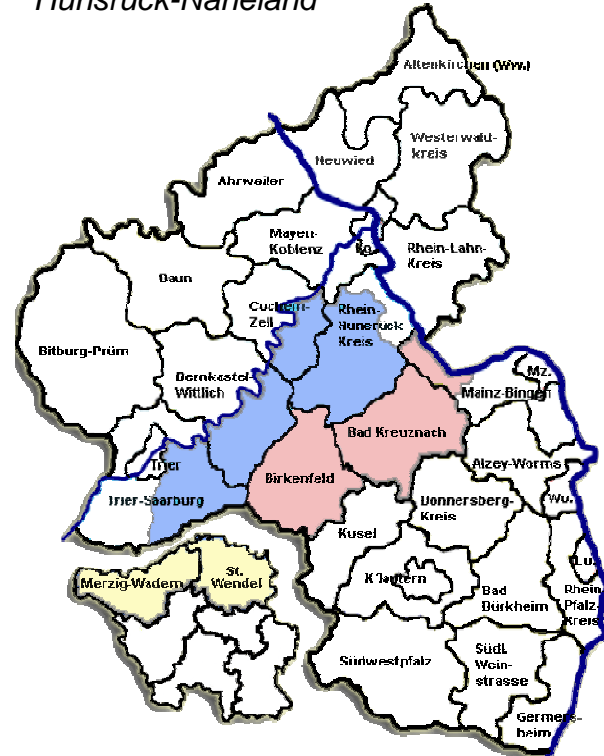 Hunsrück-Naheland
Altenkirchen (Ww.)
Westerwald-
kreis
Neuwied
Ahrweiler
Mayen-
Koblenz
Ko.
Rhein-Lahn-
Kreis
Daun
Cochem-
Zell
Rhein-
Hunsrück
Kreis
Bitburg-Prüm
Bernkastel-
Wittlich
Mz.
Mainz-Bingen
Bad Kreuznach
Trier
Alzey-Worms
Birkenfeld
Trier-Saarburg
Donnersberg-
Kreis
Wo.
Kusel
Lu.
Merzig-Wadern
St.
Wendel
K'lautern
Bad
Dürkheim
Rhein
Pfalz-
Kreis
Südwestpfalz
Südl.
Wein-
strasse
Germers-
heim